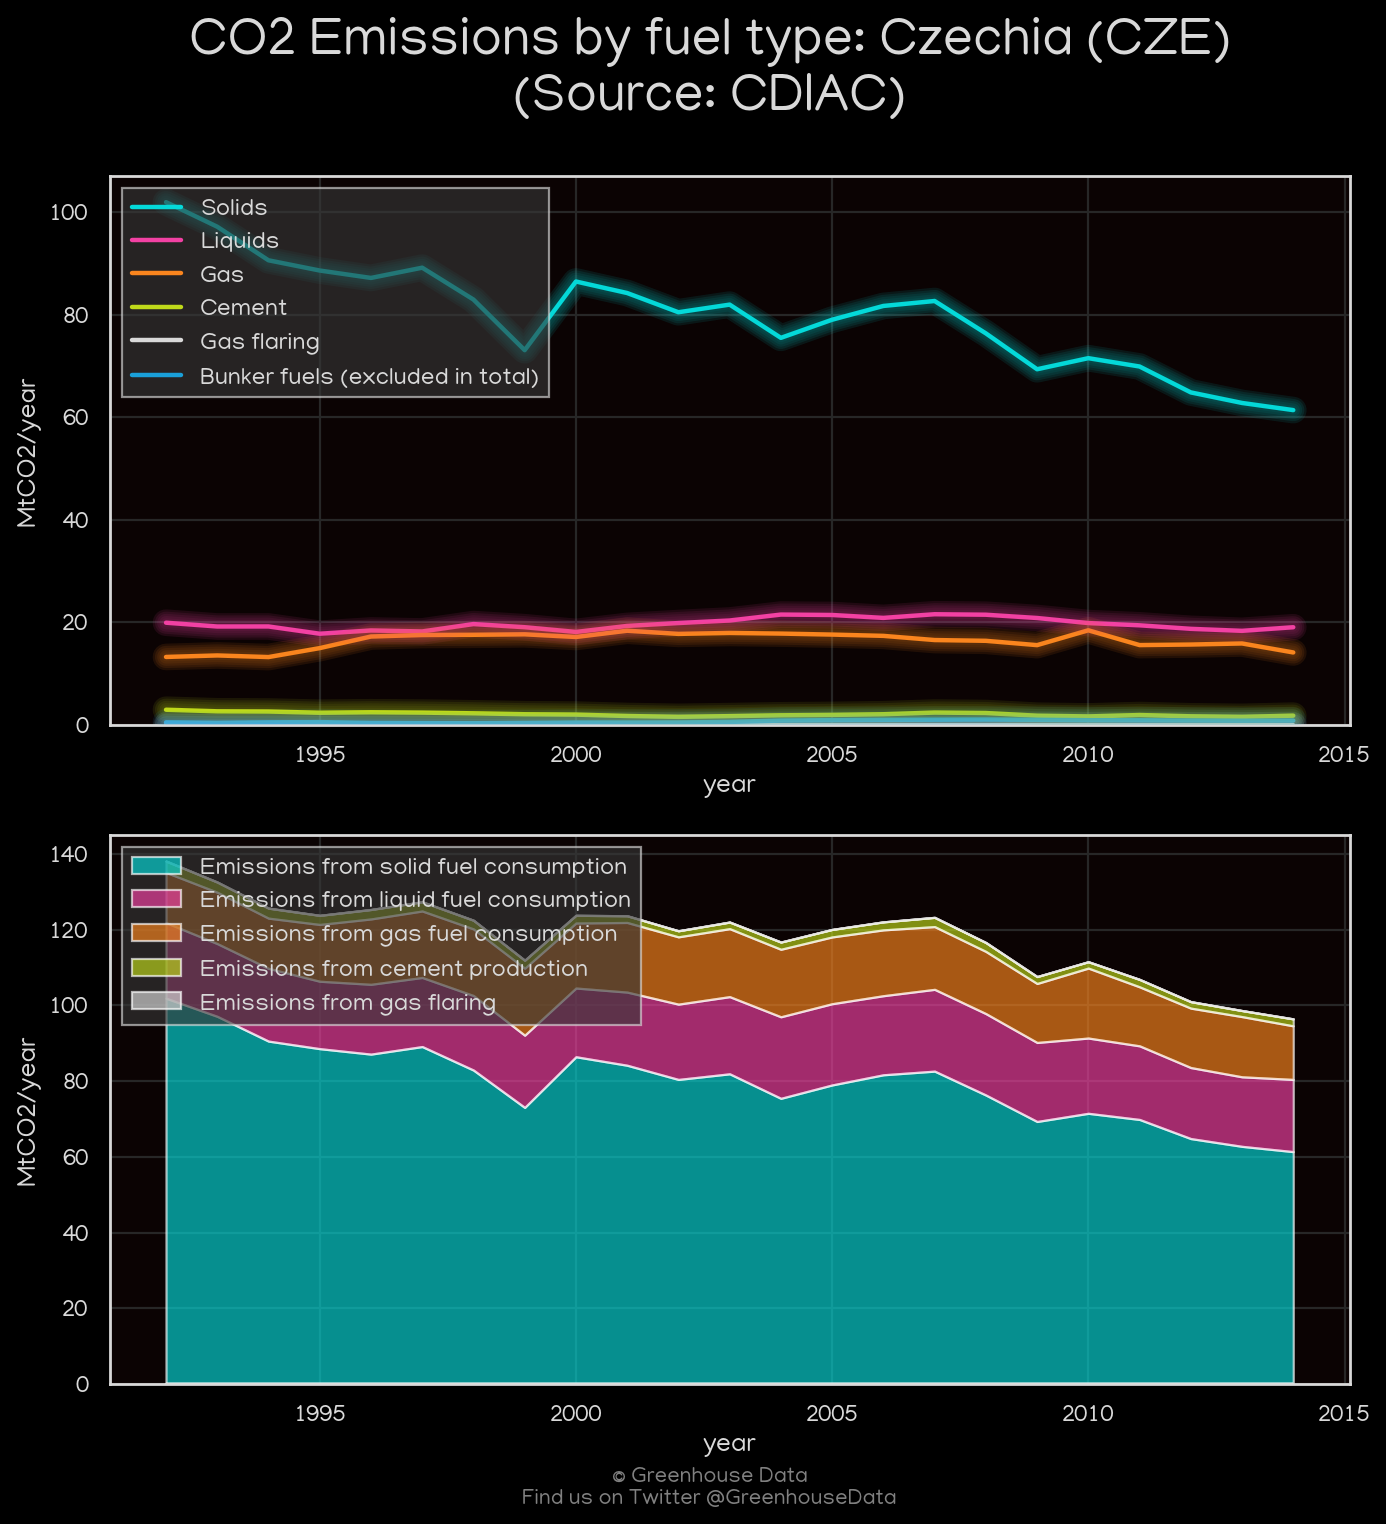 CO2 Emissions by fuel type: Czechia (CZE)
(Source: CDIAC)
MtCO2/year
100
80
60
40
20
0
Solids
Liquids
Gas
Cement
Gas flaring
Bunker fuels (excluded in total)
1995
2000
2005
2010
2015
year
MtCO2/year
140
120
100
80
60
40
20
0
Emissions from solid fuel consumption
Emissions from liquid fuel consumption
Emissions from gas fuel consumption
Emissions from cement production
Emissions from gas flaring
1995
2000
2005
2010
2015
year
© Greenhouse Data
Find us on Twitter @GreenhouseData